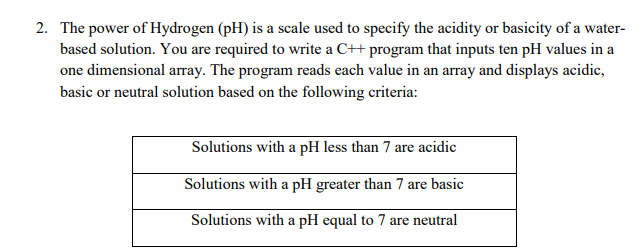 2. The power of Hydrogen (pH) is a scale used to specify the acidity or basicity of a water-
based solution. You are required to write a C++ program that inputs ten pH values in a
one dimensional array. The program reads each value in an array and displays acidic,
basic or neutral solution based on the following criteria:
Solutions with a pH less than 7 are acidic
Solutions with a pH greater than 7 are basic
Solutions with a pH equal to 7 are neutral